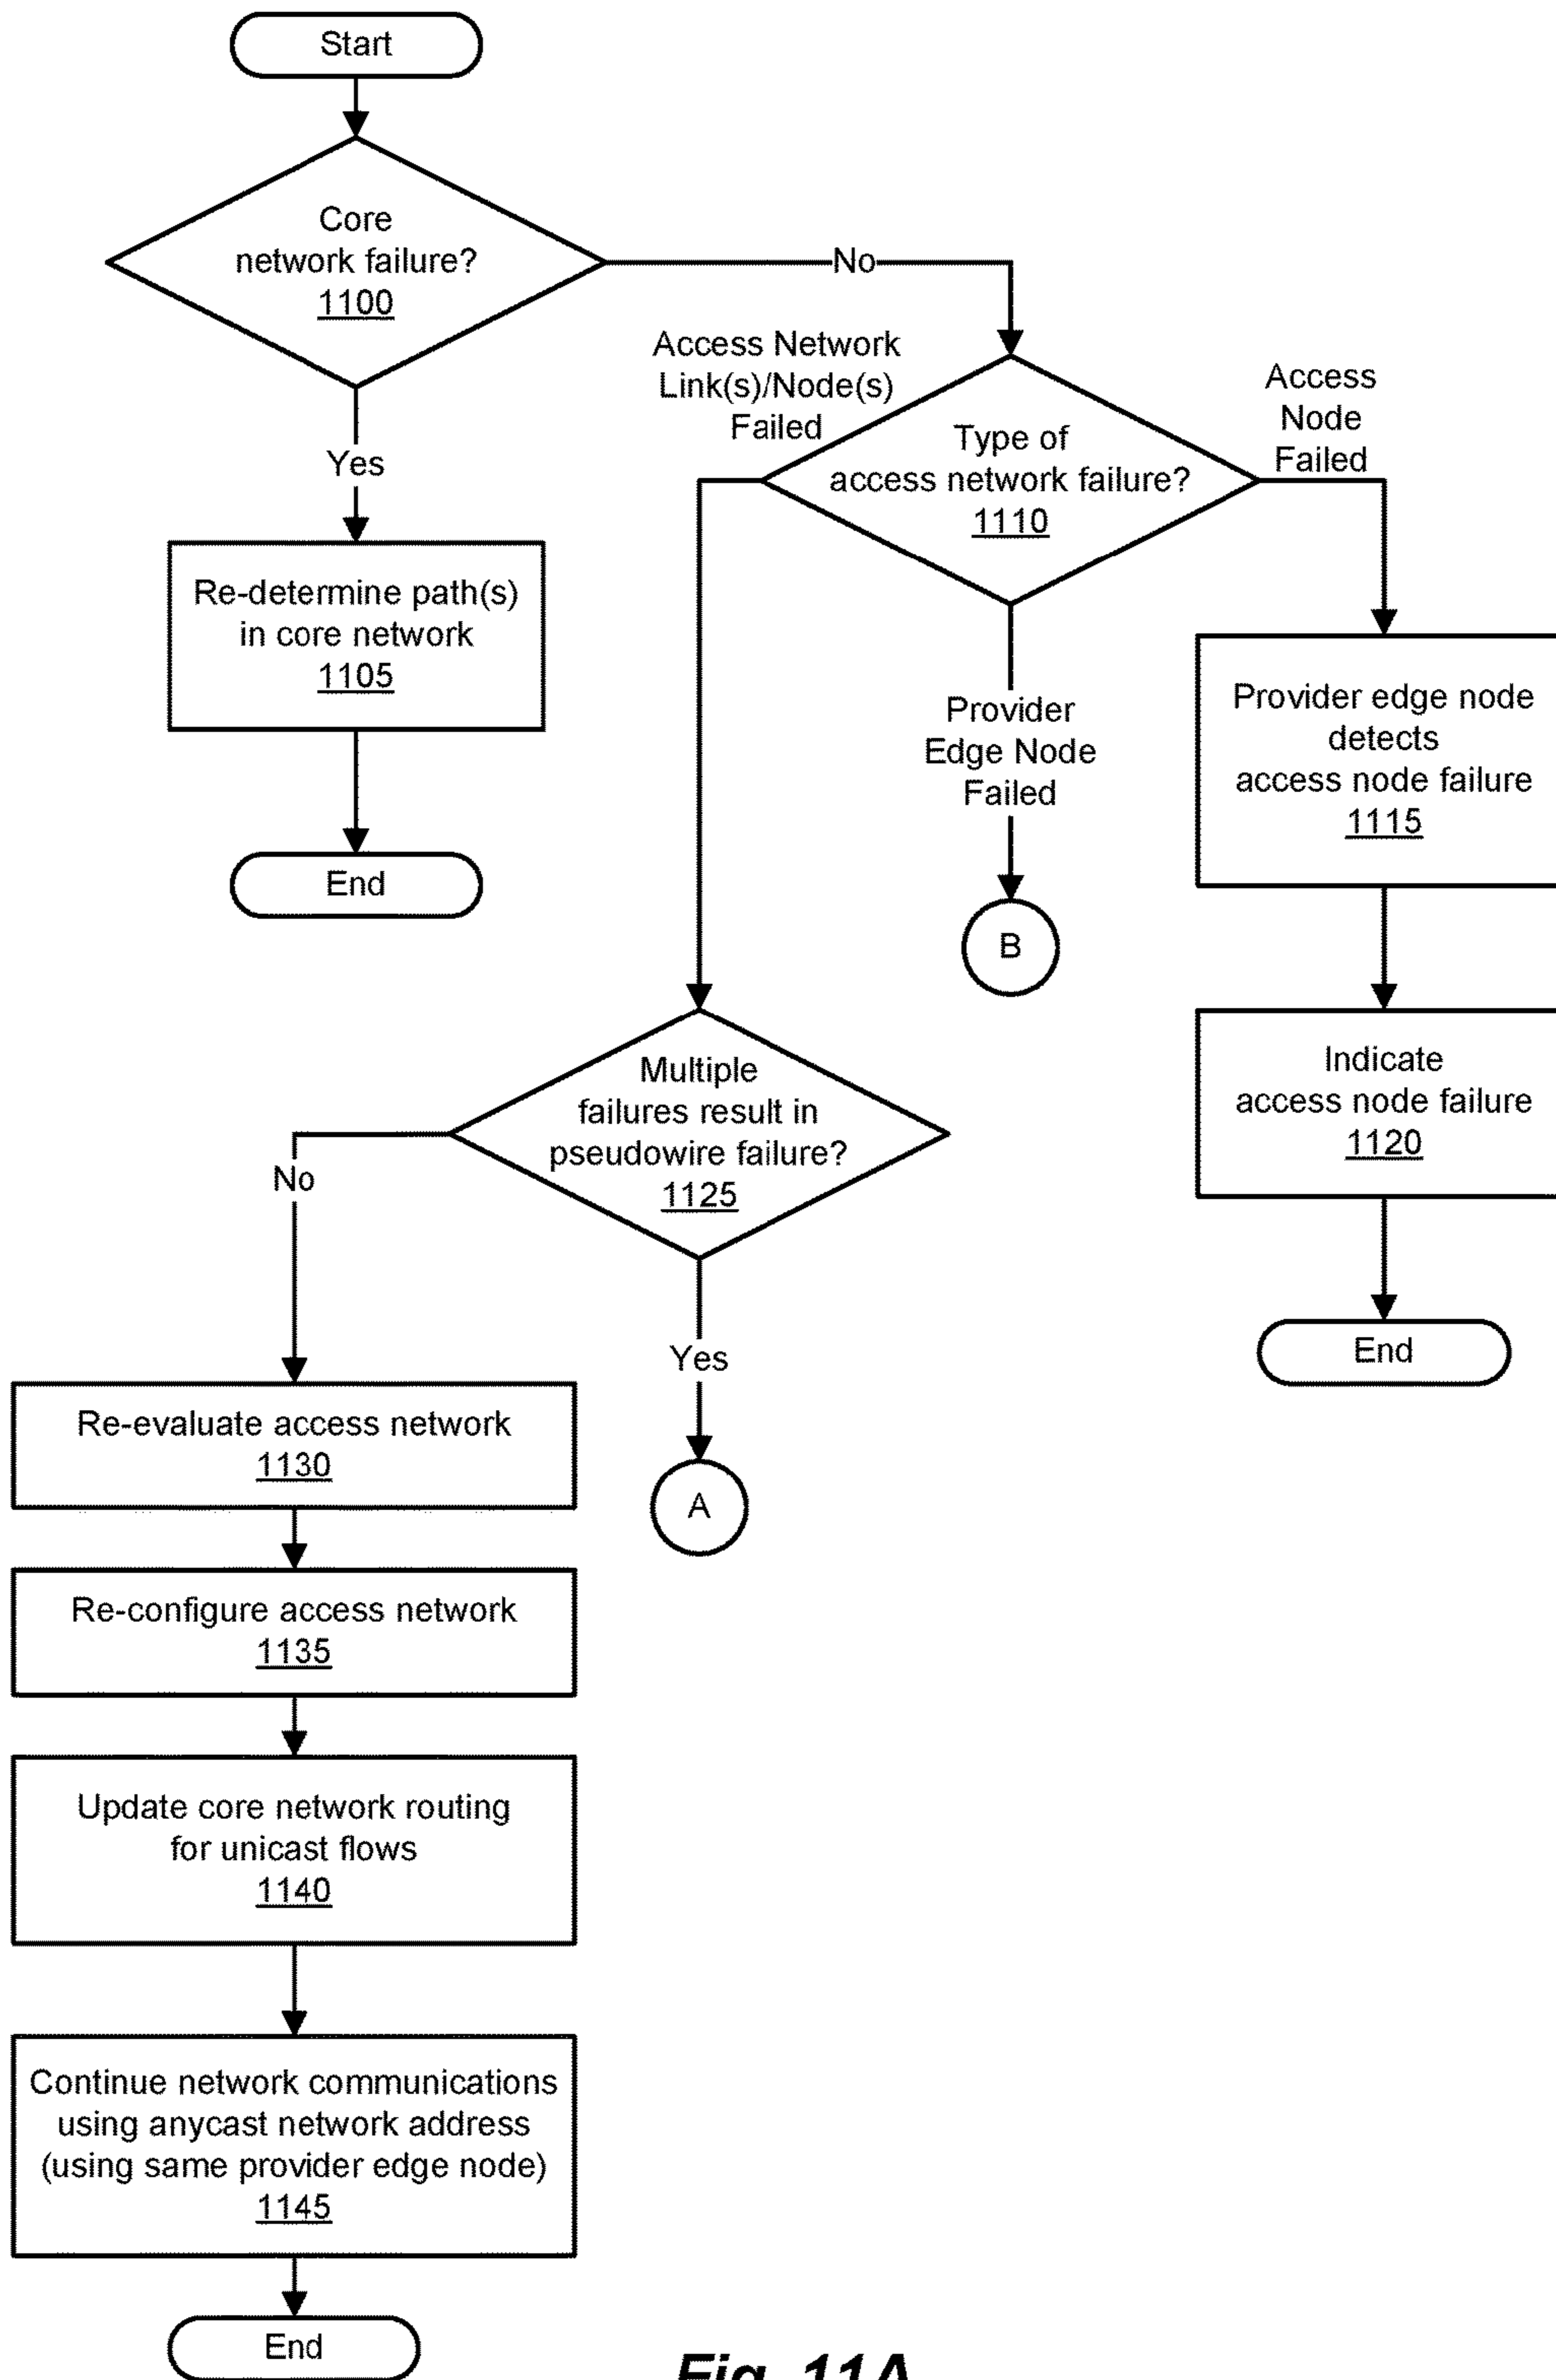 Start
Core
network failure?
1100
No
Yes
Re-determine path(s)
in core network
1105
End
Access Network
Link(s)/Node(s)
Failed
Type of
access network failure?
1110
Access
Node
Failed
Provider
Edge Node
Failed
B
Provider edge node
detects
access node failure
1115
Indicate
access node failure
1120
End
Multiple
failures result in
pseudowire failure?
1125
No
Yes
A
Re-evaluate access network
1130
Re-configure access network
1135
Update core network routing
for unicast flows
1140
Continue network communications
using anycast network address
(using same provider edge node)
1145
End
Fig. 11A